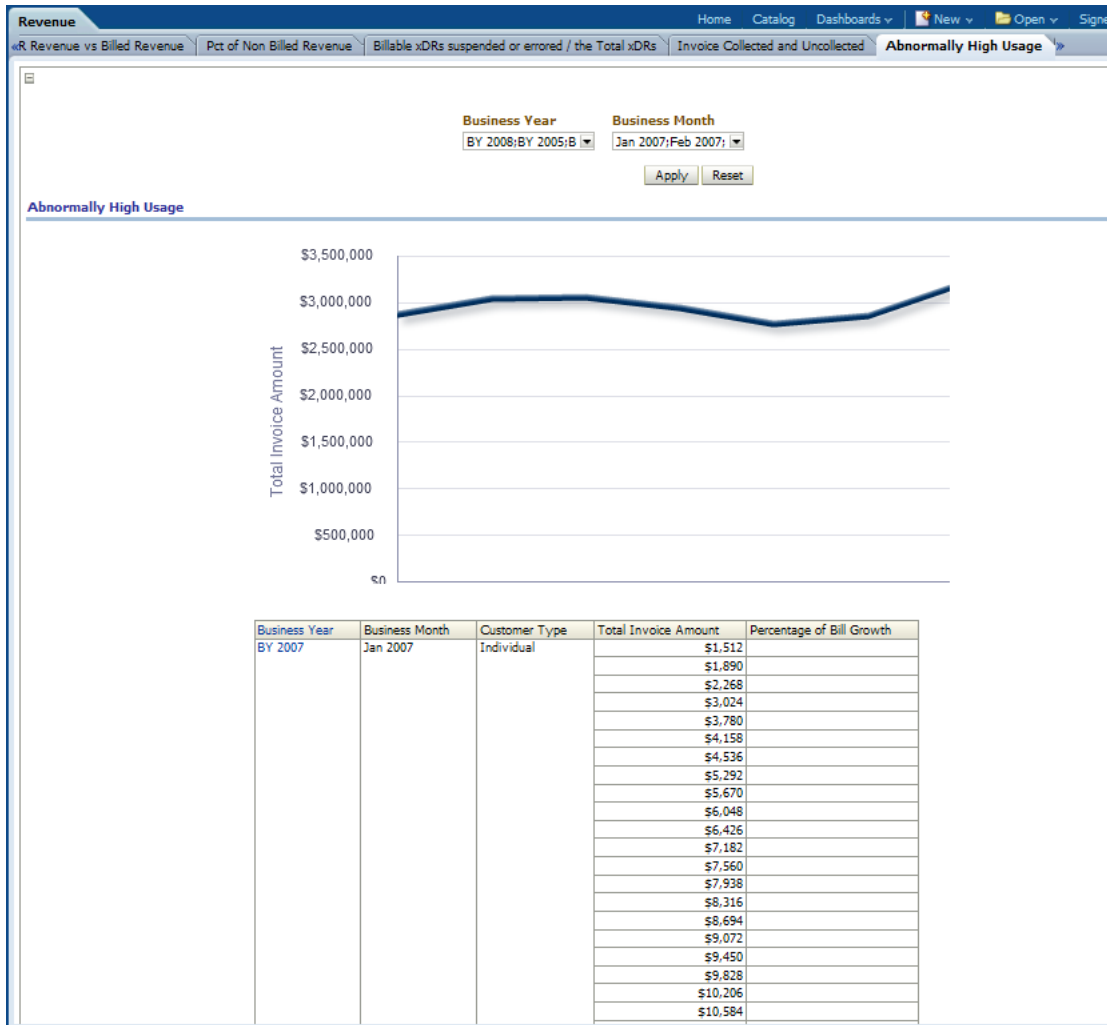 Revenue
Home Catalog Dashboards New Open Signe
«R Revenue vs Billed Revenue Pct of Non Billed Revenue Billable xDRs suspended or errored / the Total xDRs Invoice Collected and Uncollected Abnormally High Usage »
Business Year Business Month
BY 2008;BY 2005;B Jan 2007;Feb 2007;
Apply Reset
Abnormally High Usage
$3,500,000
$3,000,000
$2,500,000
$2,000,000
$1,500,000
$1,000,000
$500,000
$0
Total Invoice Amount
Business Year Business Month Customer Type Total Invoice Amount Percentage of Bill Growth
BY 2007 Jan 2007 Individual $1,512
$1,890
$2,268
$3,024
$3,780
$4,158
$4,536
$5,292
$5,670
$6,048
$6,426
$7,182
$7,560
$7,938
$8,316
$8,694
$9,072
$9,450
$9,828
$10,206
$10,584